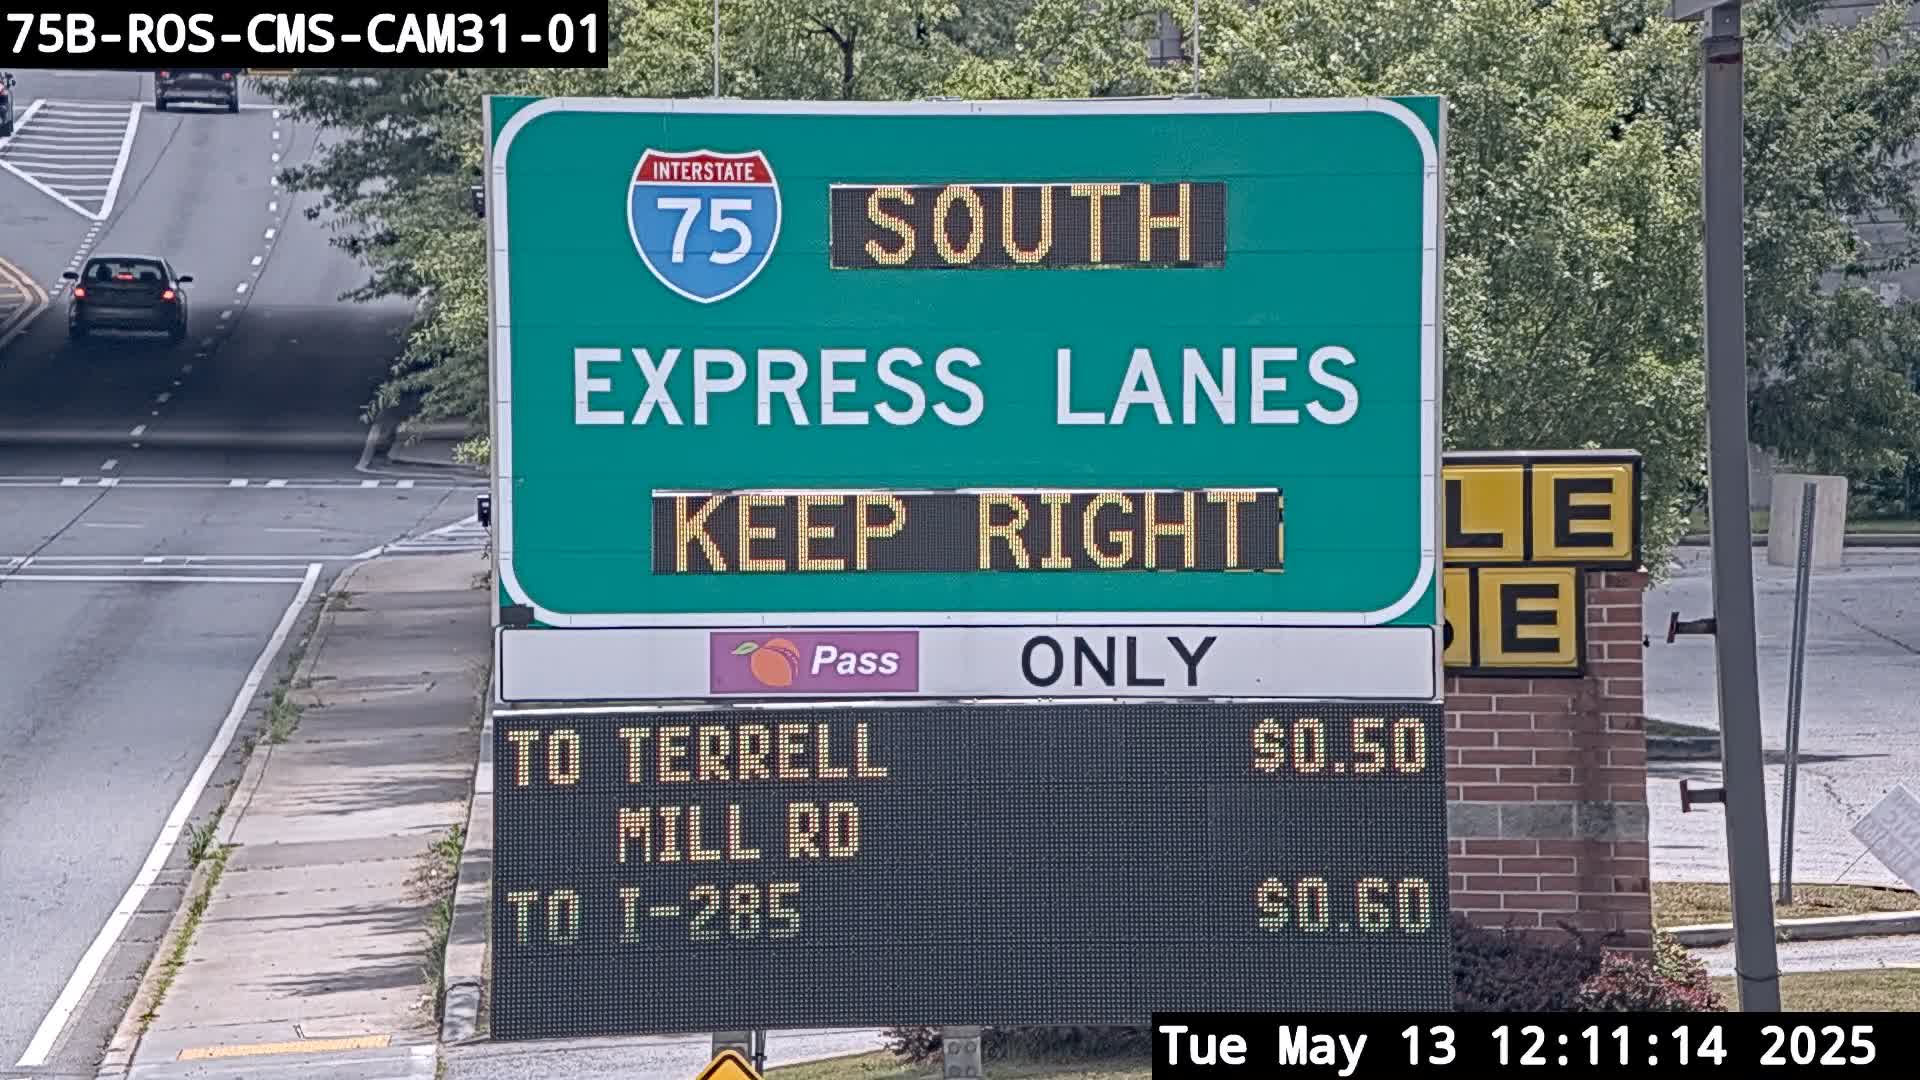 75B-ROS-CMS-CAM31-01
INTERSTATE
75
SOUTH
EXPRESS LANES
KEEP RIGHT
Pass ONLY
TO TERRELL $0.50
MILL RD
TO I-285 $0.60
LE
E
Tue May 13 12:11:14 2025